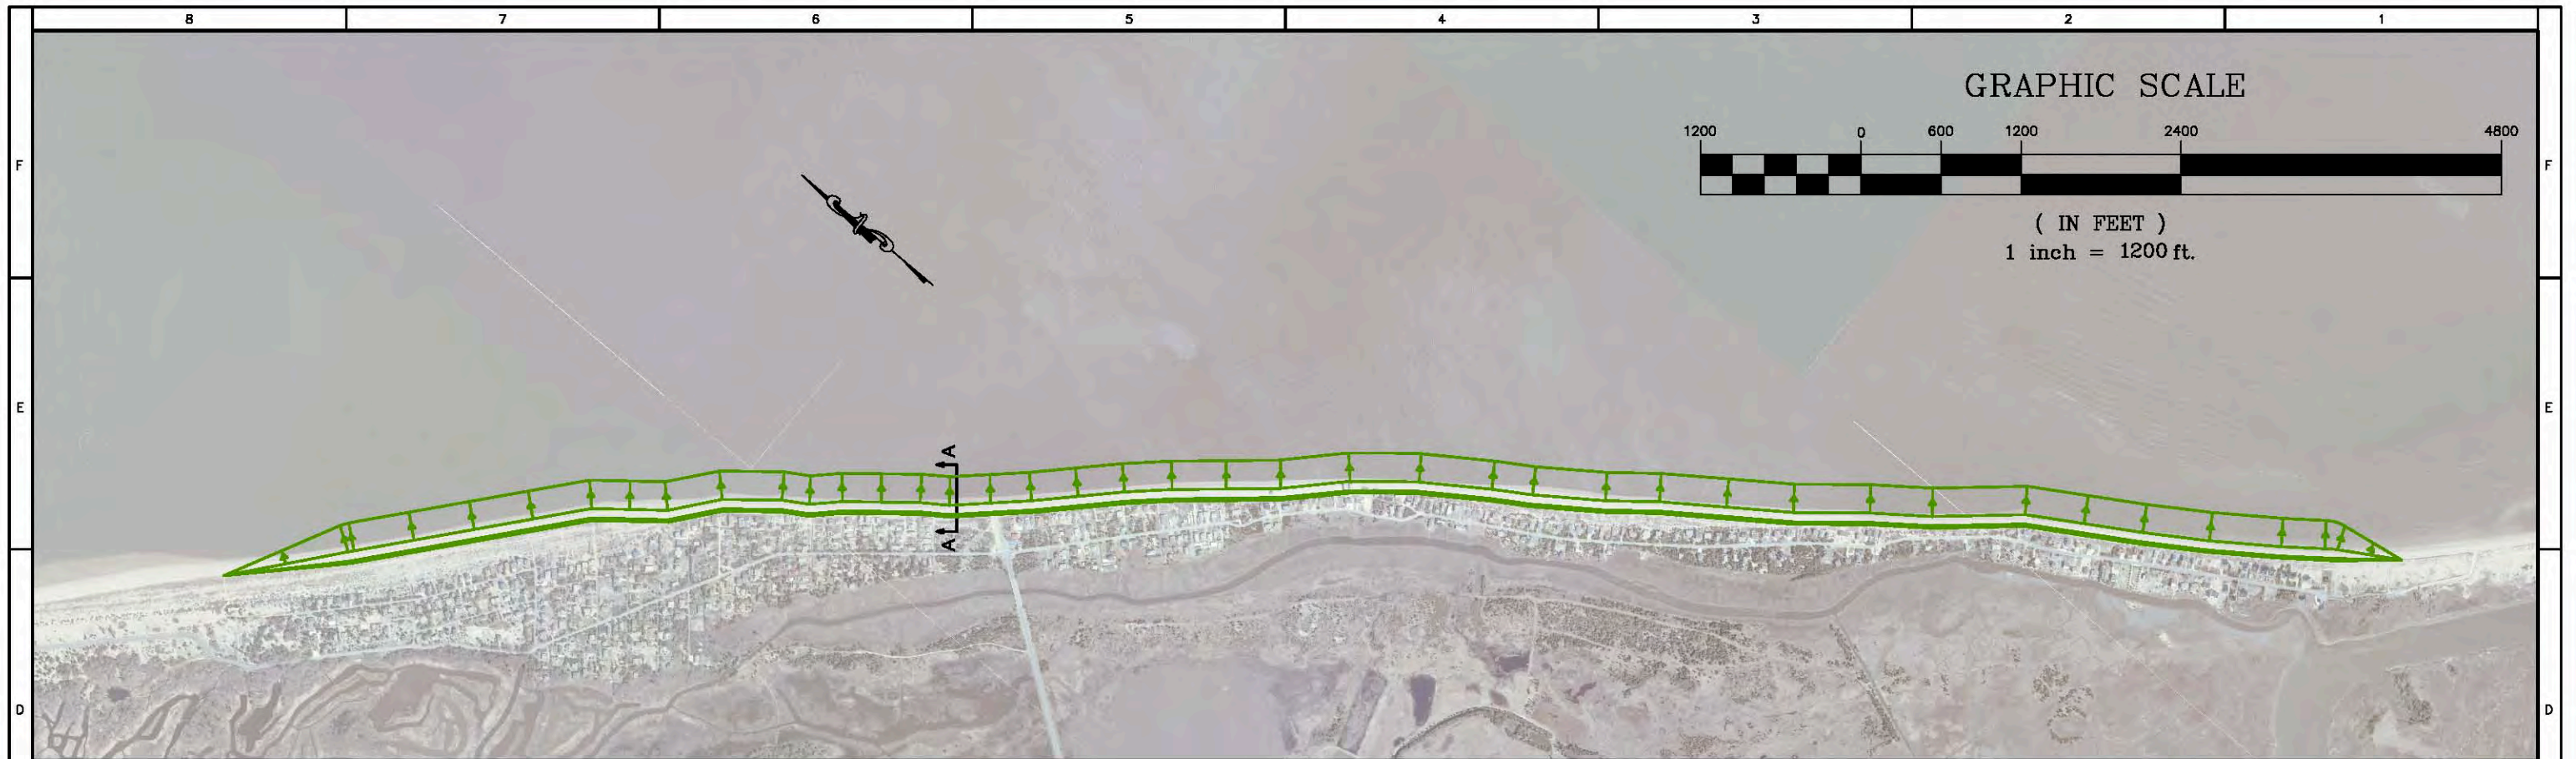 8 7 6 5 4 3 2 1
GRAPHIC SCALE
1200 0 600 1200 2400 4800
F F
( IN FEET )
1 inch = 1200 ft.
E E
A
A
D D